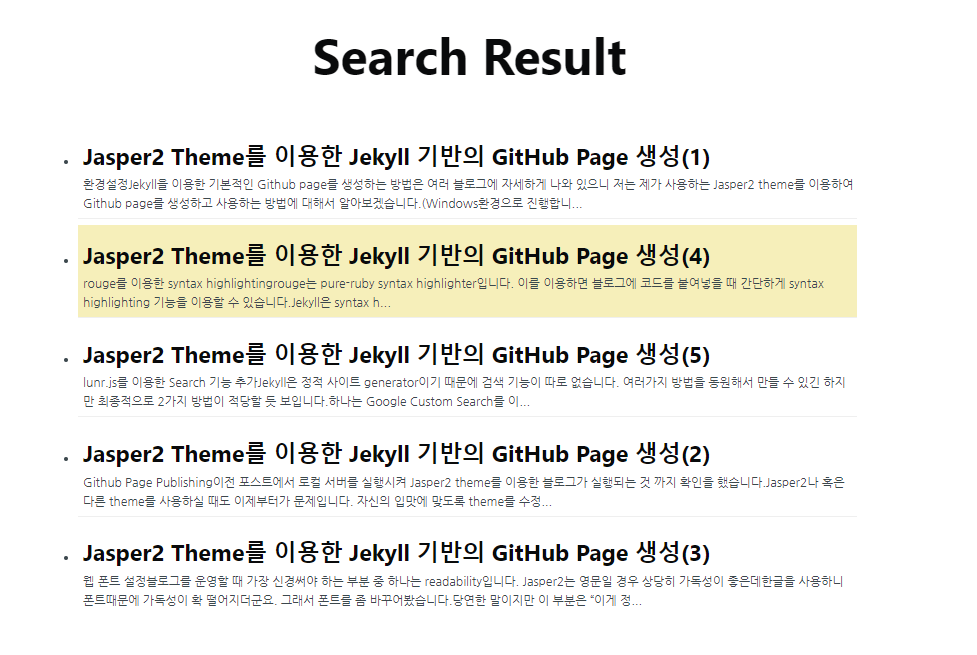 Search Result
Jasper2 Theme를 이용한 Jekyll 기반의 GitHub Page 생성(1)
환경설정Jekyll을 이용한 기본적인 Github page를 생성하는 방법은 여러 블로그에 자세하게 나와 있으니 저는 제가 사용하는 Jasper2 theme를 이용하여
Github page를 생성하고 사용하는 방법에 대해서 알아보겠습니다.(Windows환경으로 진행합니...
Jasper2 Theme를 이용한 Jekyll 기반의 GitHub Page 생성(4)
rouge를 이용한 syntax highlightingrouge는 pure-ruby syntax highlighter입니다. 이를 이용하면 블로그에 코드를 붙여넣을 때 간단하게 syntax
highlighting 기능을 이용할 수 있습니다.Jekyll은 syntax h...
Jasper2 Theme를 이용한 Jekyll 기반의 GitHub Page 생성(5)
lunr.js를 이용한 Search 기능 추가Jekyll은 정적 사이트 generator이기 때문에 검색 기능이 따로 없습니다. 여러가지 방법을 동원해서 만들 수 있긴 하지
만 최종적으로 2가지 방법이 적당할 듯 보입니다.하나는 Google Custom Search를 이...
Jasper2 Theme를 이용한 Jekyll 기반의 GitHub Page 생성(2)
Github Page Publishing이전 포스트에서 로컬 서버를 실행시켜 Jasper2 theme를 이용한 블로그가 실행되는 것 까지 확인을 했습니다.Jasper2나 혹은
다른 theme를 사용하실 때도 이제부터가 문제입니다. 자신의 입맛에 맞도록 theme를 수정...
Jasper2 Theme를 이용한 Jekyll 기반의 GitHub Page 생성(3)
웹 폰트 설정블로그를 운영할 때 가장 신경써야 하는 부분 중 하나는 readability입니다. Jasper2는 영문일 경우 상당히 가독성이 좋은데한글을 사용하니
폰트때문에 가독성이 확 떨어지더군요. 그래서 폰트를 좀 바꾸어봤습니다.당연한 말이지만 이 부분은 “이게 정...